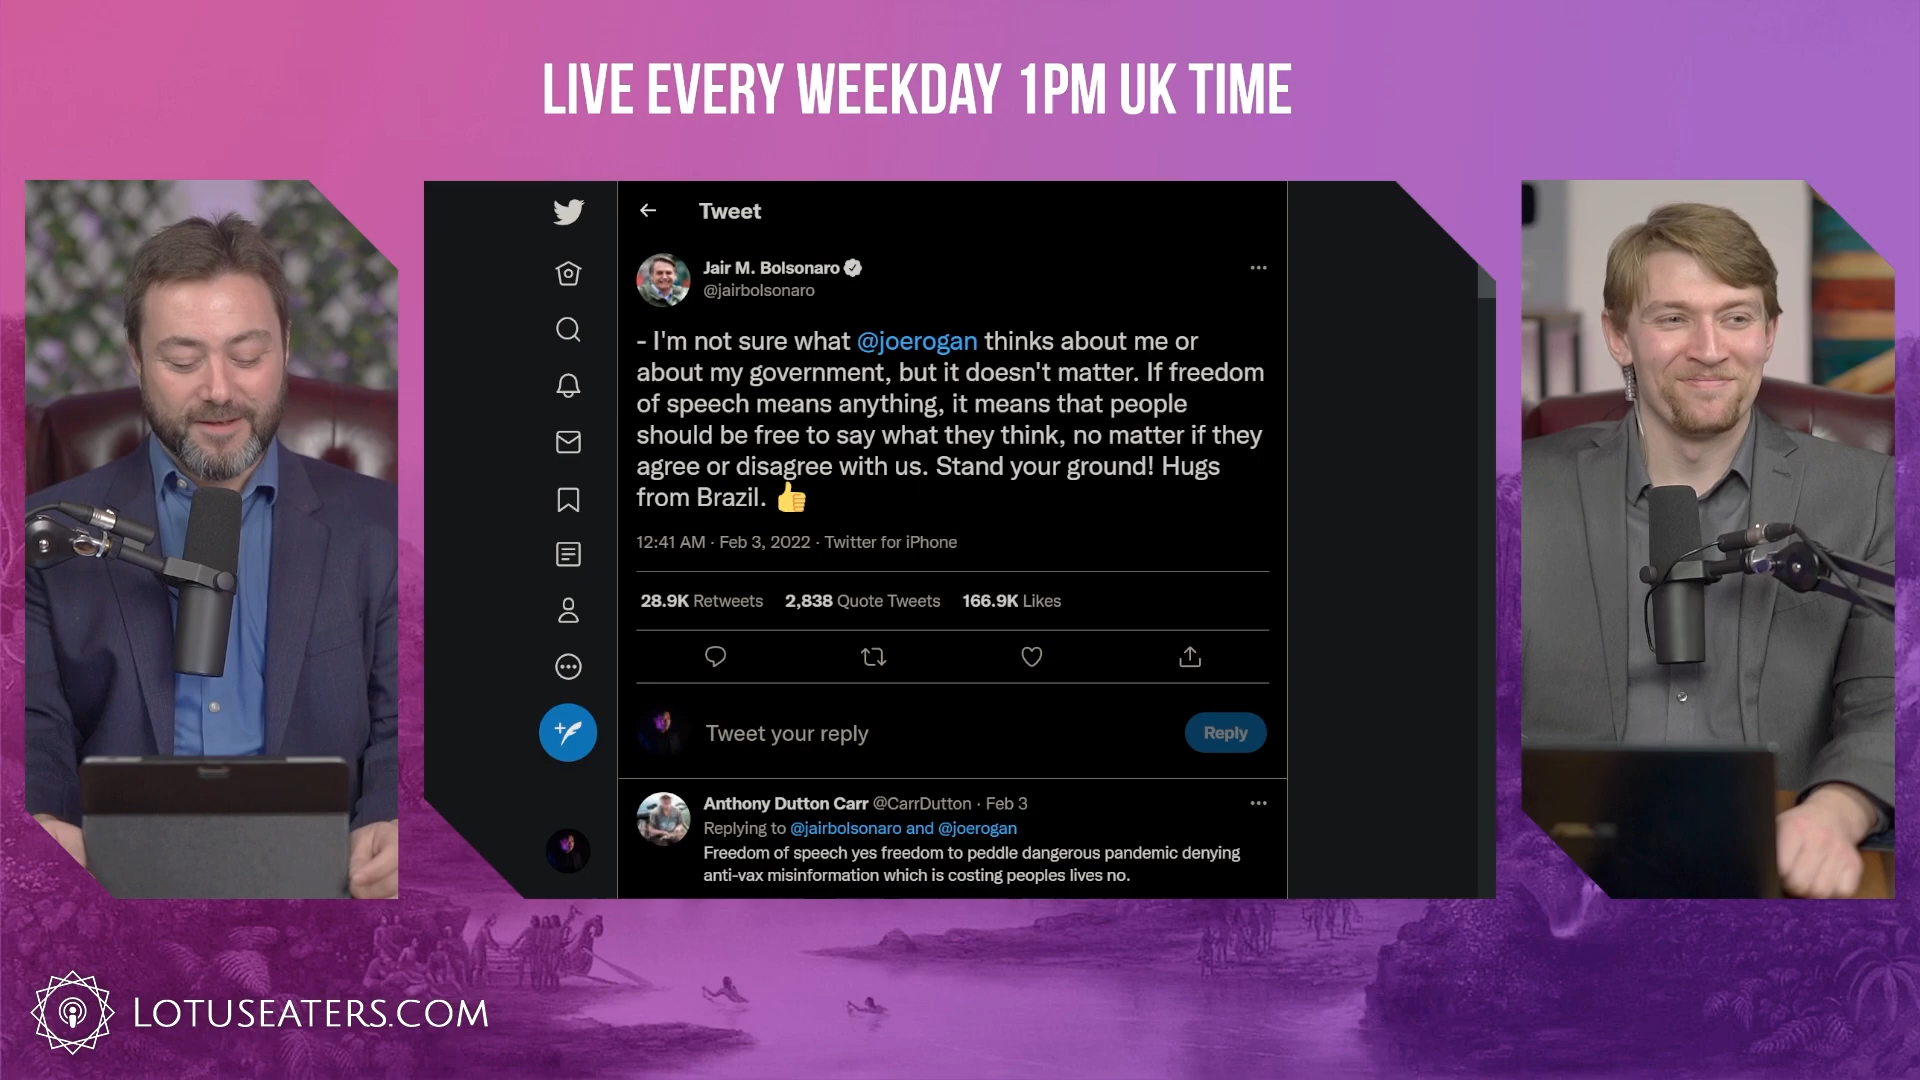 LIVE EVERY WEEKDAY 1PM UK TIME
Tweet
Jair M. Bolsonaro
@jairbolsonaro
- I'm not sure what @joerogan thinks about me or
about my government, but it doesn't matter. If freedom
of speech means anything, it means that people
should be free to say what they think, no matter if they
agree or disagree with us. Stand your ground! Hugs
from Brazil. 👍
12:41 AM · Feb 3, 2022 · Twitter for iPhone
28.9K Retweets 2,838 Quote Tweets 166.9K Likes
Tweet your reply
Reply
Anthony Dutton Carr @CarrDutton · Feb 3
Replying to @jairbolsonaro and @joerogan
Freedom of speech yes freedom to peddle dangerous pandemic denying
anti-vax misinformation which is costing peoples lives no.
LOTUSEATERS.COM